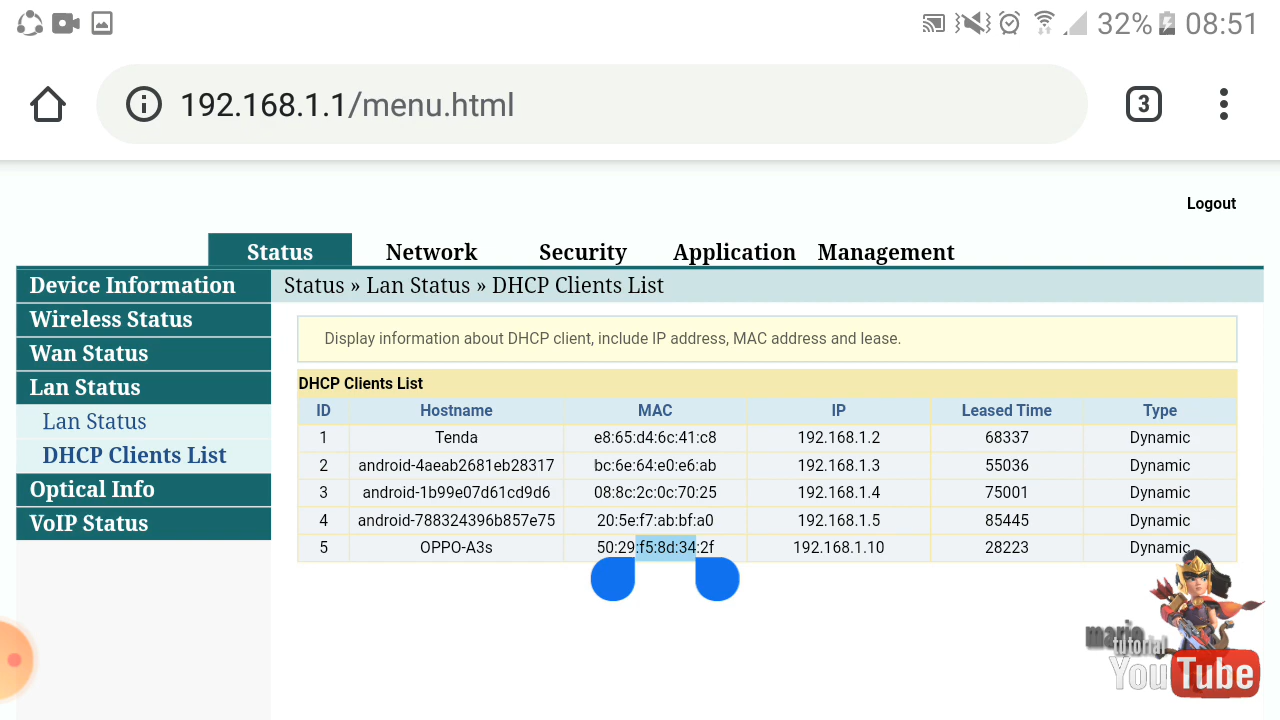 32% 08:51
192.168.1.1/menu.html
3
Logout
Status Network Security Application Management
Device Information
Wireless Status
Wan Status
Lan Status
Lan Status
DHCP Clients List
Optical Info
VoIP Status
Status » Lan Status » DHCP Clients List
Display information about DHCP client, include IP address, MAC address and lease.
DHCP Clients List
ID Hostname MAC IP Leased Time Type
1 Tenda e8:65:d4:6c:41:c8 192.168.1.2 68337 Dynamic
2 android-4aeab2681eb28317 bc:6e:64:e0:e6:ab 192.168.1.3 55036 Dynamic
3 android-1b99e07d61cd9d6 08:8c:2c:0c:70:25 192.168.1.4 75001 Dynamic
4 android-788324396b857e75 20:5e:f7:ab:bf:a0 192.168.1.5 85445 Dynamic
5 OPPO-A3s 50:29:f5:8d:34:2f 192.168.1.10 28223 Dynamic
mario
tutorial
YouTube